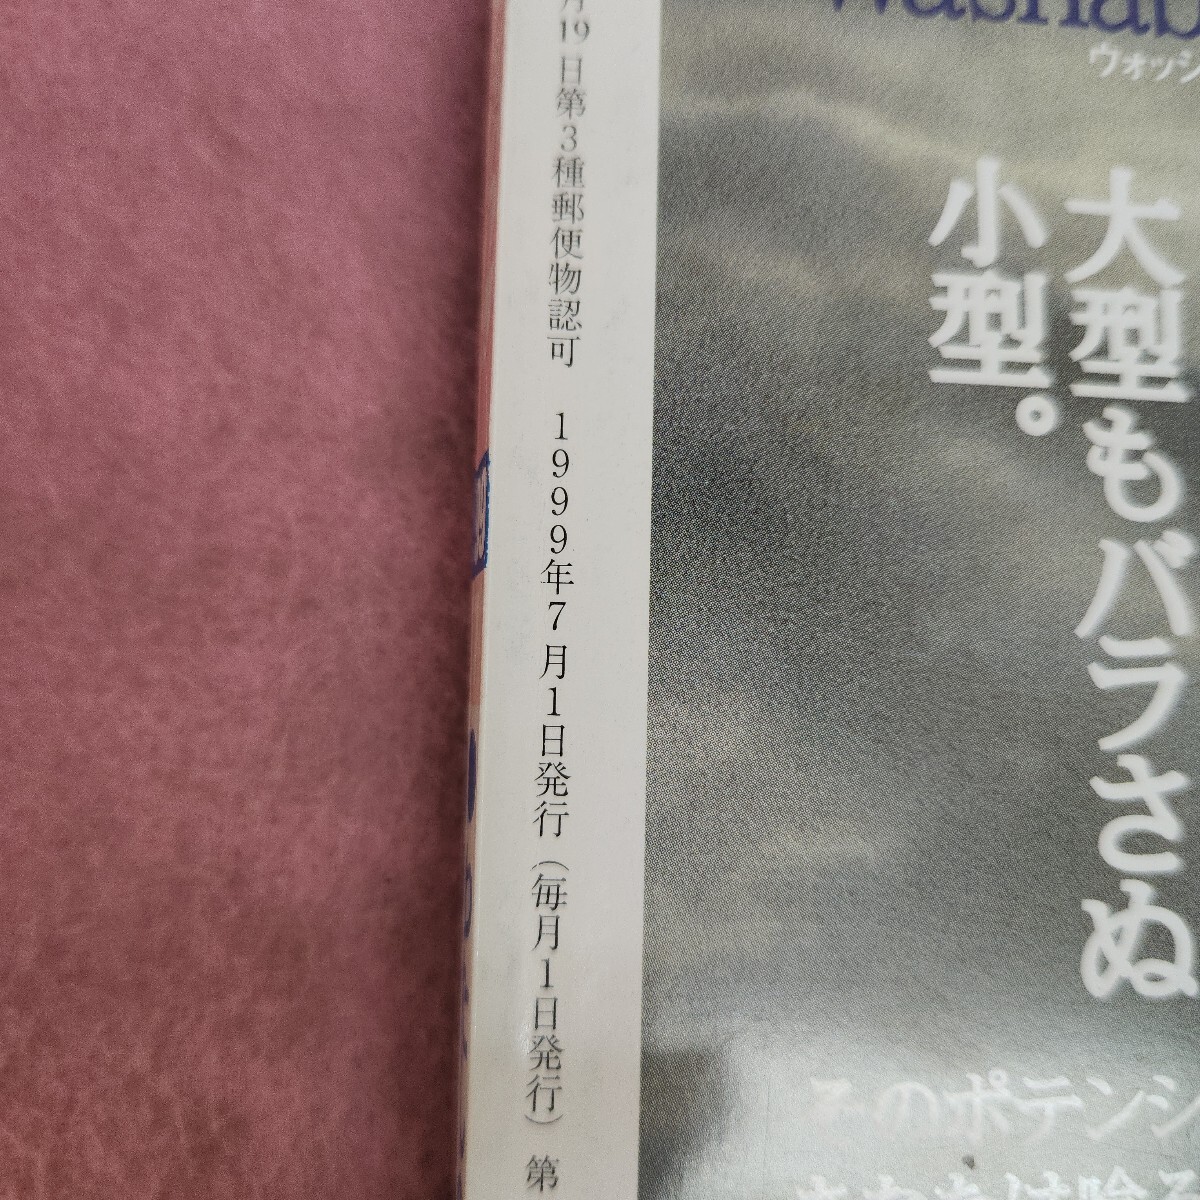 月19日第3種郵便物認可 1999年7月1日発行(毎月1日発行) 第
ウォッシ
大型もバラさぬ
小型。
そのポテンシ